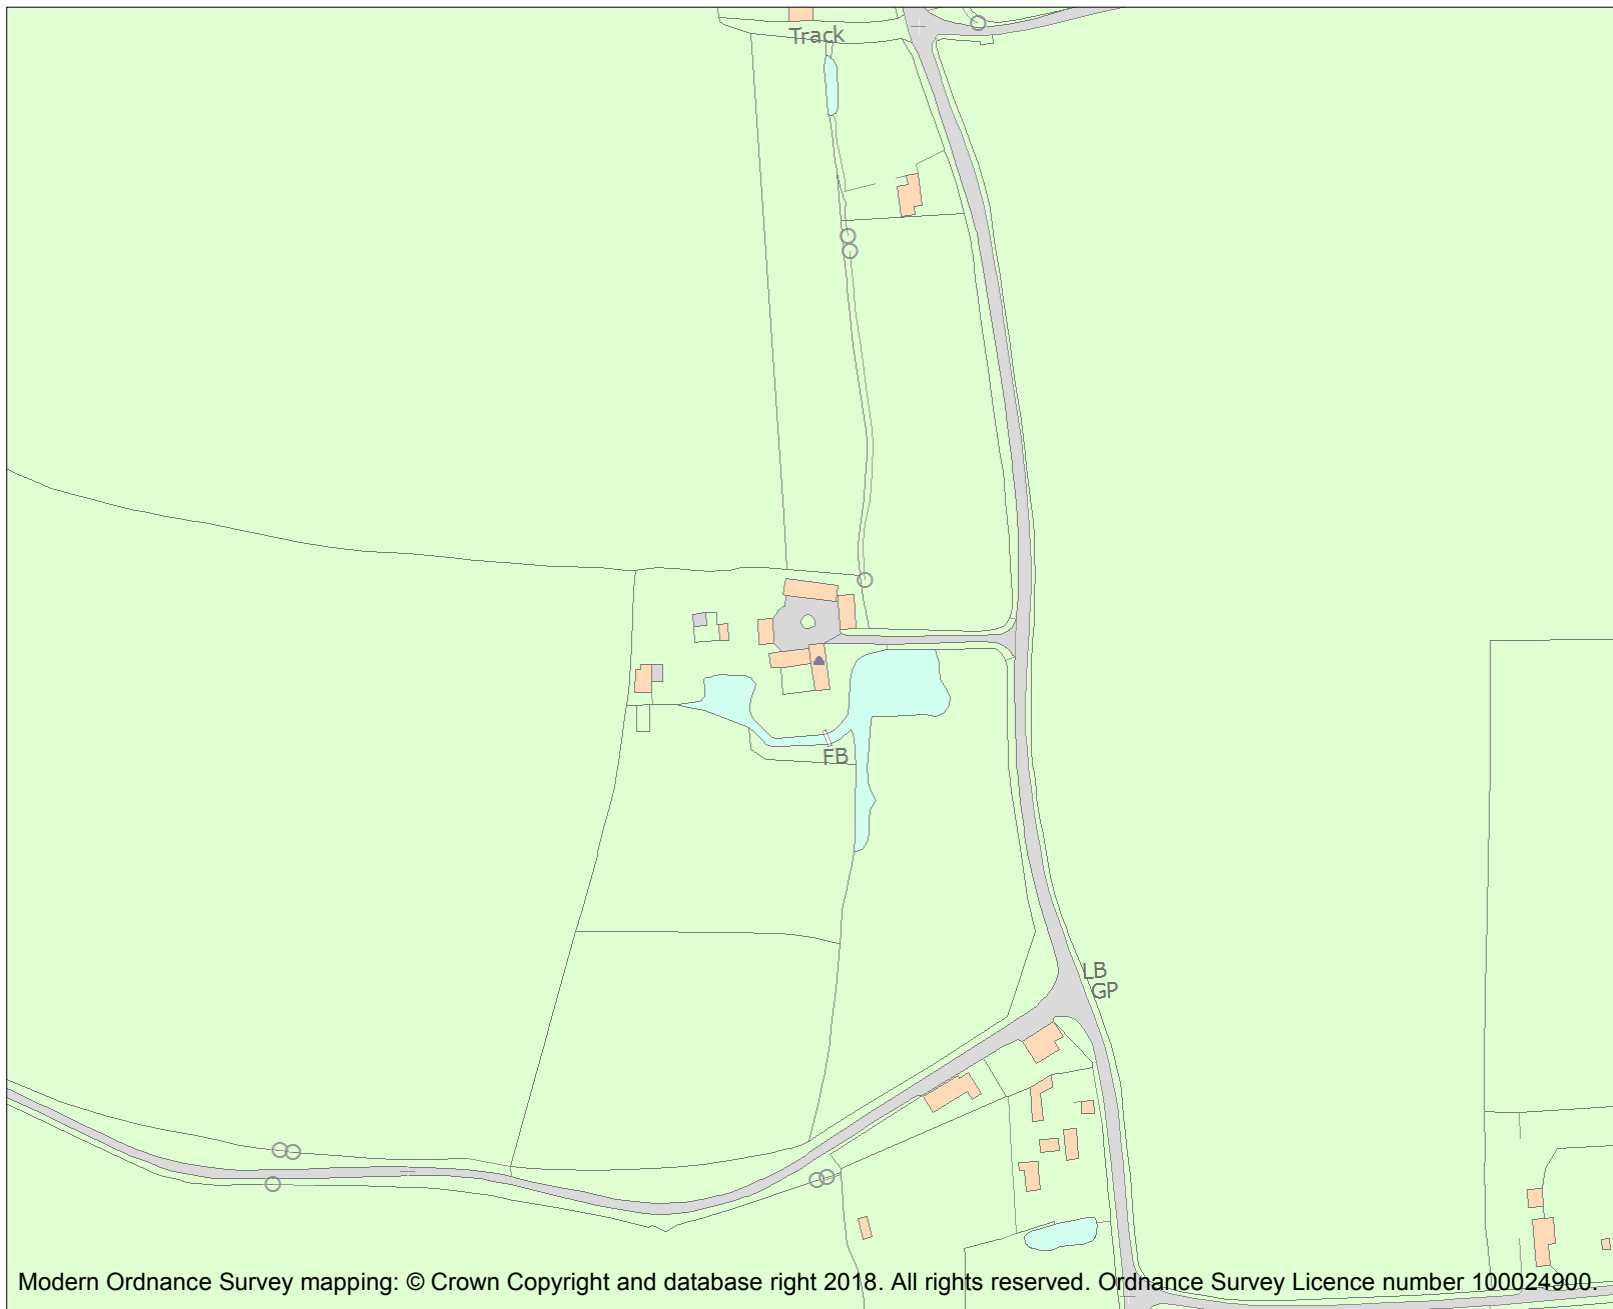 Track
FB
LB
GP
Modern Ordnance Survey mapping: © Crown Copyright and database right 2018. All rights reserved. Ordnance Survey Licence number 100024900.